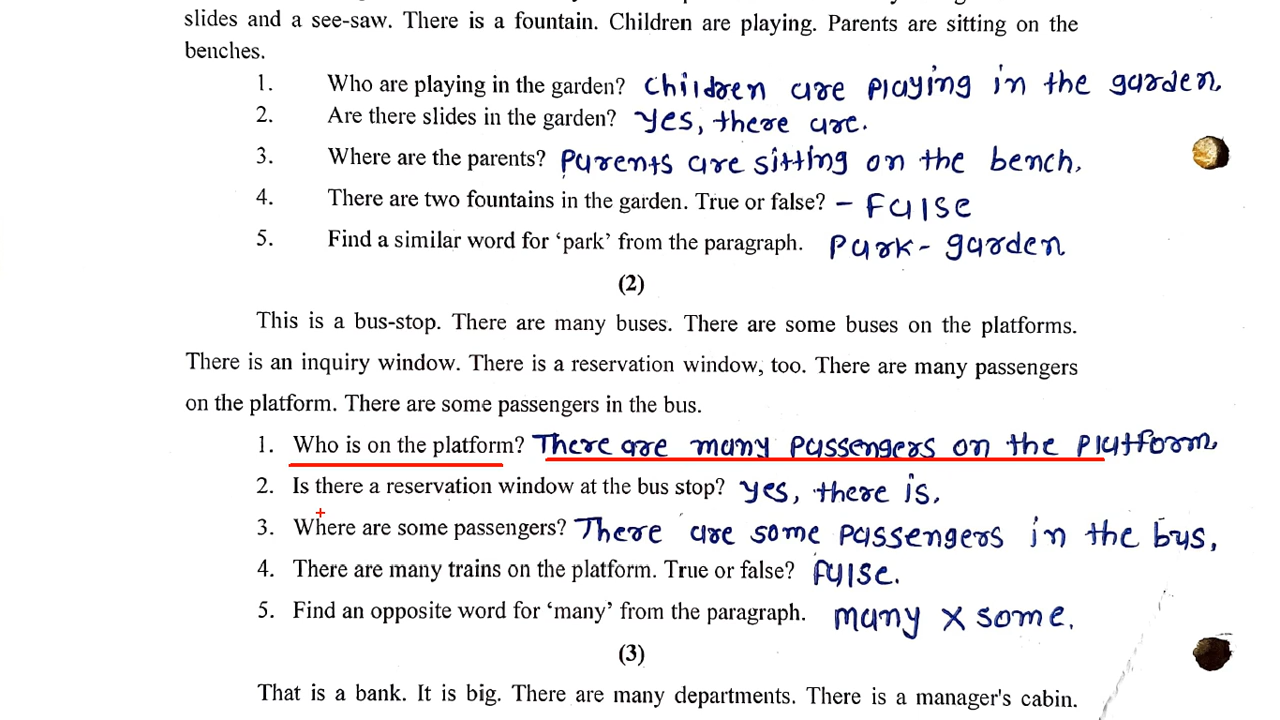 slides and a see-saw. There is a fountain. Children are playing. Parents are sitting on the
benches.
1. Who are playing in the garden? Children are playing in the garden.
2. Are there slides in the garden? Yes, there are.
3. Where are the parents? Parents are sitting on the bench.
4. There are two fountains in the garden. True or false? - False
5. Find a similar word for ‘park’ from the paragraph. Park - garden
(2)
This is a bus-stop. There are many buses. There are some buses on the platforms.
There is an inquiry window. There is a reservation window, too. There are many passengers
on the platform. There are some passengers in the bus.
1. Who is on the platform? There are many passengers on the platform.
2. Is there a reservation window at the bus stop? yes, there is.
3. Where are some passengers? There are some passengers in the bus,
4. There are many trains on the platform. True or false? False.
5. Find an opposite word for ‘many’ from the paragraph. many X some.
(3)
That is a bank. It is big. There are many departments. There is a manager's cabin.